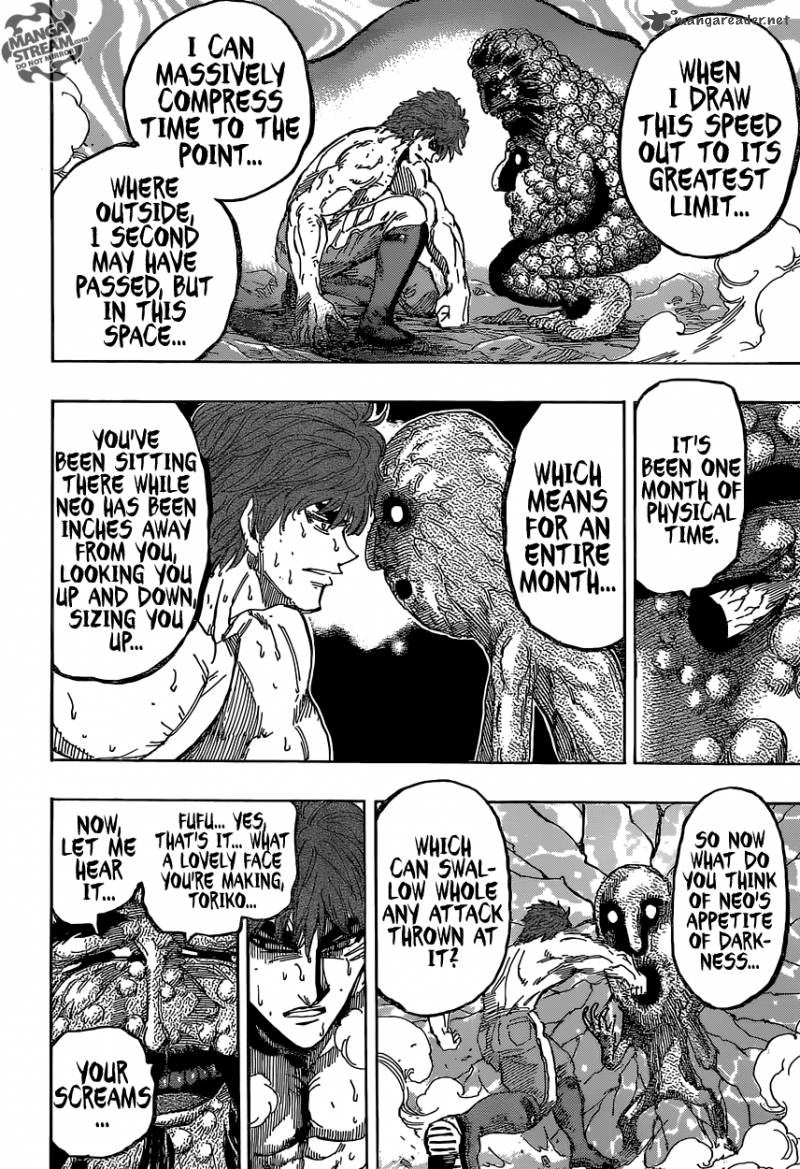 MANGA
STREAM.COM
DO NOT MIRROR
mangareader.net
WHEN
I DRAW
THIS SPEED
OUT TO ITS
GREATEST
LIMIT...
I CAN
MASSIVELY
COMPRESS
TIME TO THE
POINT...
WHERE
OUTSIDE,
1 SECOND
MAY HAVE
PASSED, BUT
IN THIS
SPACE...
IT'S
BEEN ONE
MONTH OF
PHYSICAL
TIME.
WHICH
MEANS
FOR AN
ENTIRE
MONTH...
YOU'VE
BEEN SITTING
THERE WHILE
NEO HAS BEEN
INCHES AWAY
FROM YOU,
LOOKING YOU
UP AND DOWN,
SIZING YOU
UP...
SO NOW
WHAT DO
YOU THINK
OF NEO'S
APPETITE
OF DARK-
NESS...
WHICH
CAN SWAL-
LOW WHOLE
ANY ATTACK
THROWN AT
IT?
FUFU... YES,
THAT'S IT... WHAT
A LOVELY FACE
YOU'RE MAKING,
TORIKO...
NOW,
LET ME
HEAR
IT...
YOUR
SCREAMS...